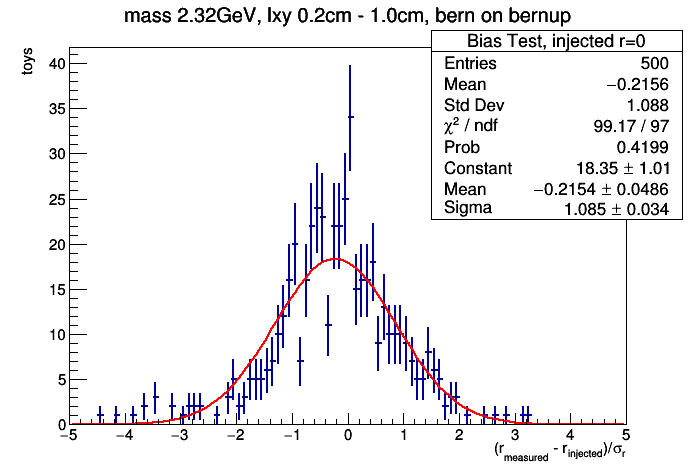 mass 2.32GeV, lxy 0.2cm - 1.0cm, bern on bernup
Bias Test, injected r=0
Entries 500
Mean −0.2156
Std Dev 1.088
χ² / ndf 99.17 / 97
Prob 0.4199
Constant 18.35 ± 1.01
Mean −0.2154 ± 0.0486
Sigma 1.085 ± 0.034
toys
40
35
30
25
20
15
10
5
0
−5 −4 −3 −2 −1 0 1 2 3 4 5
(r_measured - r_injected)/σ_r